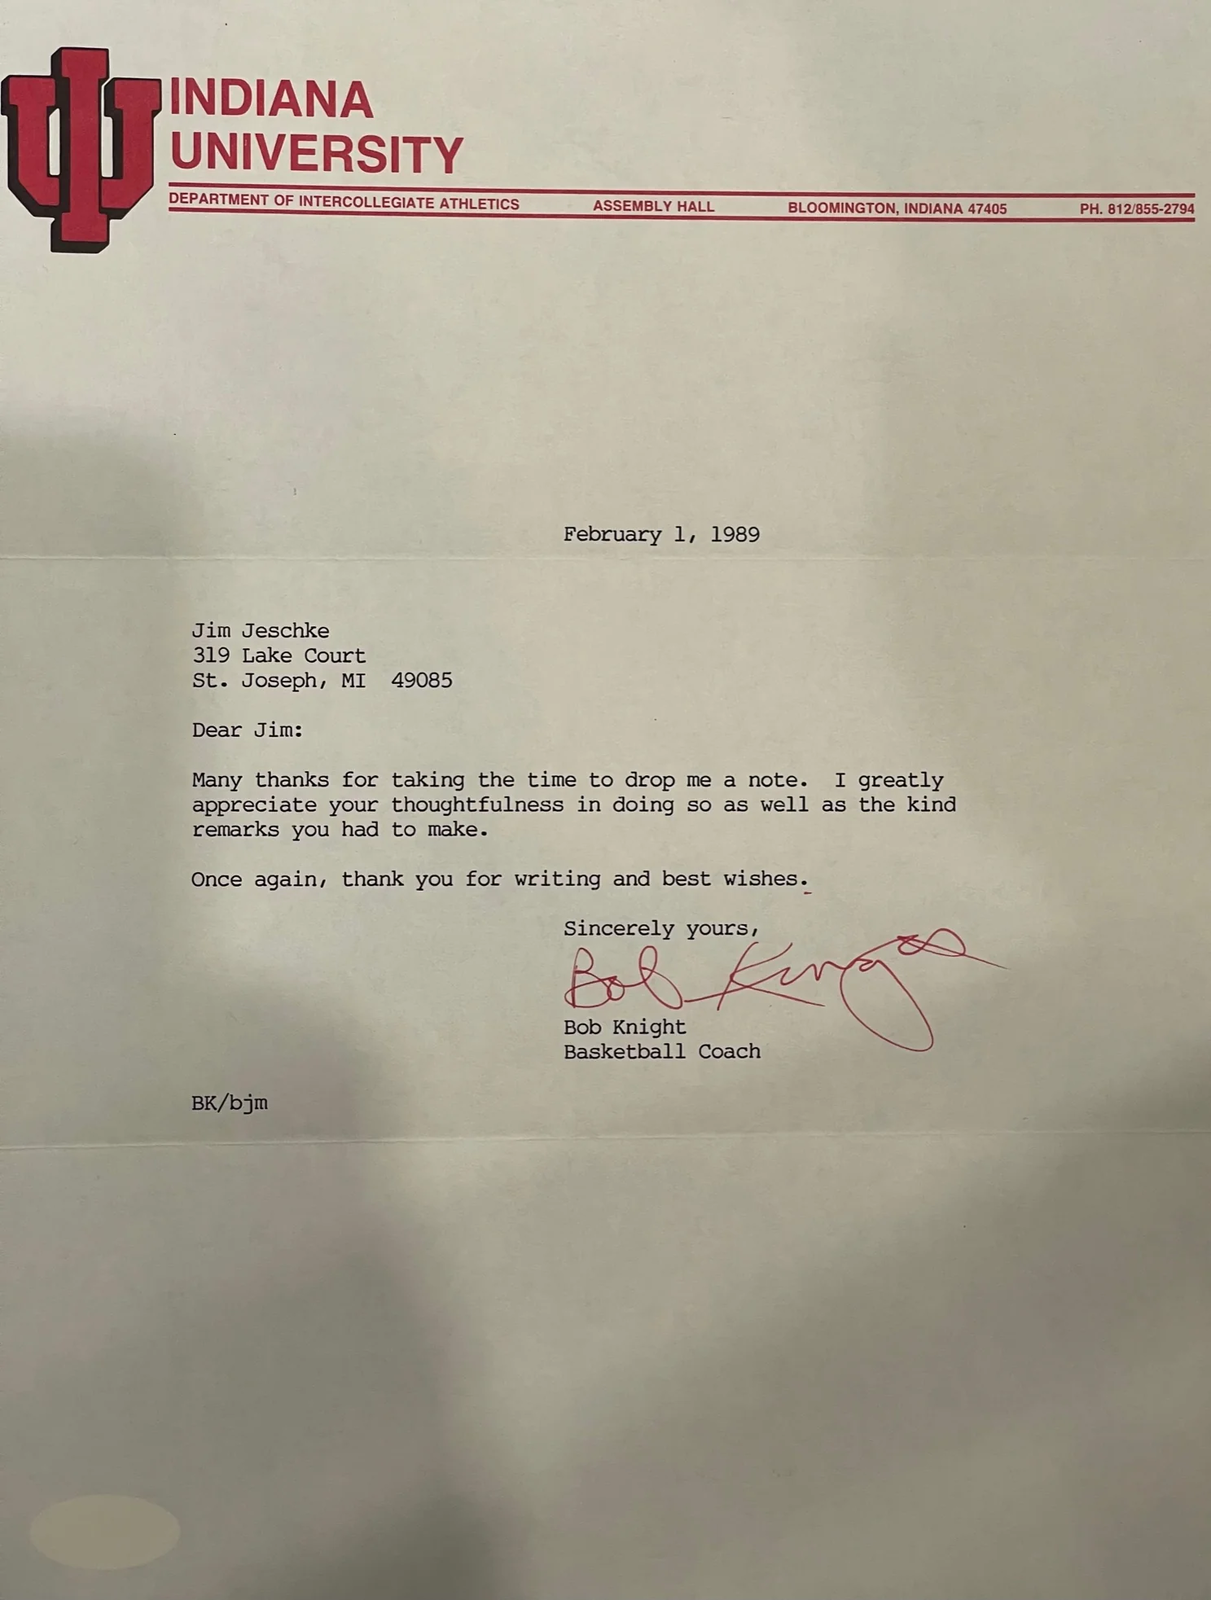 INDIANA
UNIVERSITY
DEPARTMENT OF INTERCOLLEGIATE ATHLETICS ASSEMBLY HALL BLOOMINGTON, INDIANA 47405 PH. 812/855-2794
February 1, 1989
Jim Jeschke
319 Lake Court
St. Joseph, MI 49085
Dear Jim:
Many thanks for taking the time to drop me a note. I greatly
appreciate your thoughtfulness in doing so as well as the kind
remarks you had to make.
Once again, thank you for writing and best wishes.
Sincerely yours,
Bob Knight
Bob Knight
Basketball Coach
BK/bjm